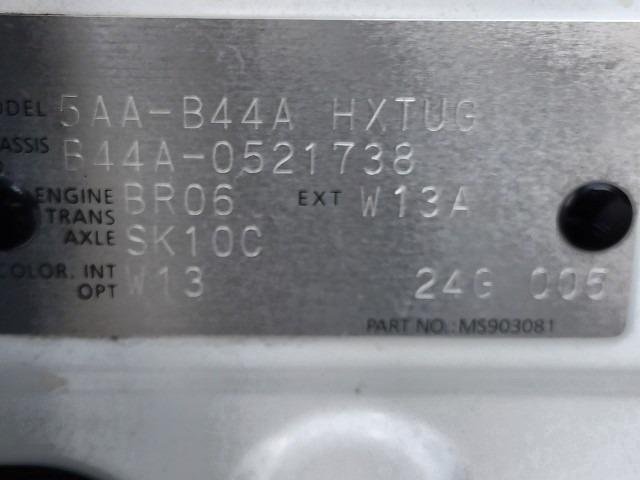 ODEL 5AA-B44A HXTUG
ASSIS B44A-0521738
ENGINE BR06 EXT W13A
TRANS
AXLE SK10C
COLOR. INT W13 24G 005
OPT
PART NO.:MS903081